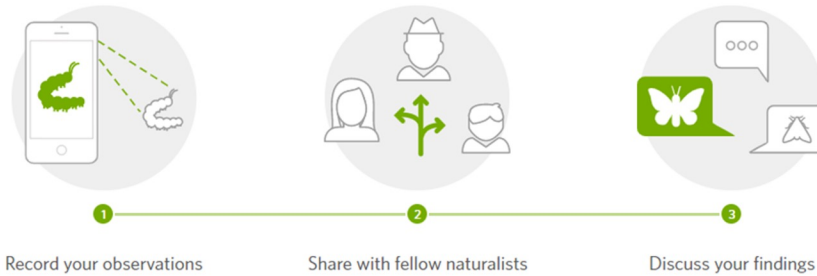 1
2
3
Record your observations
Share with fellow naturalists
Discuss your findings